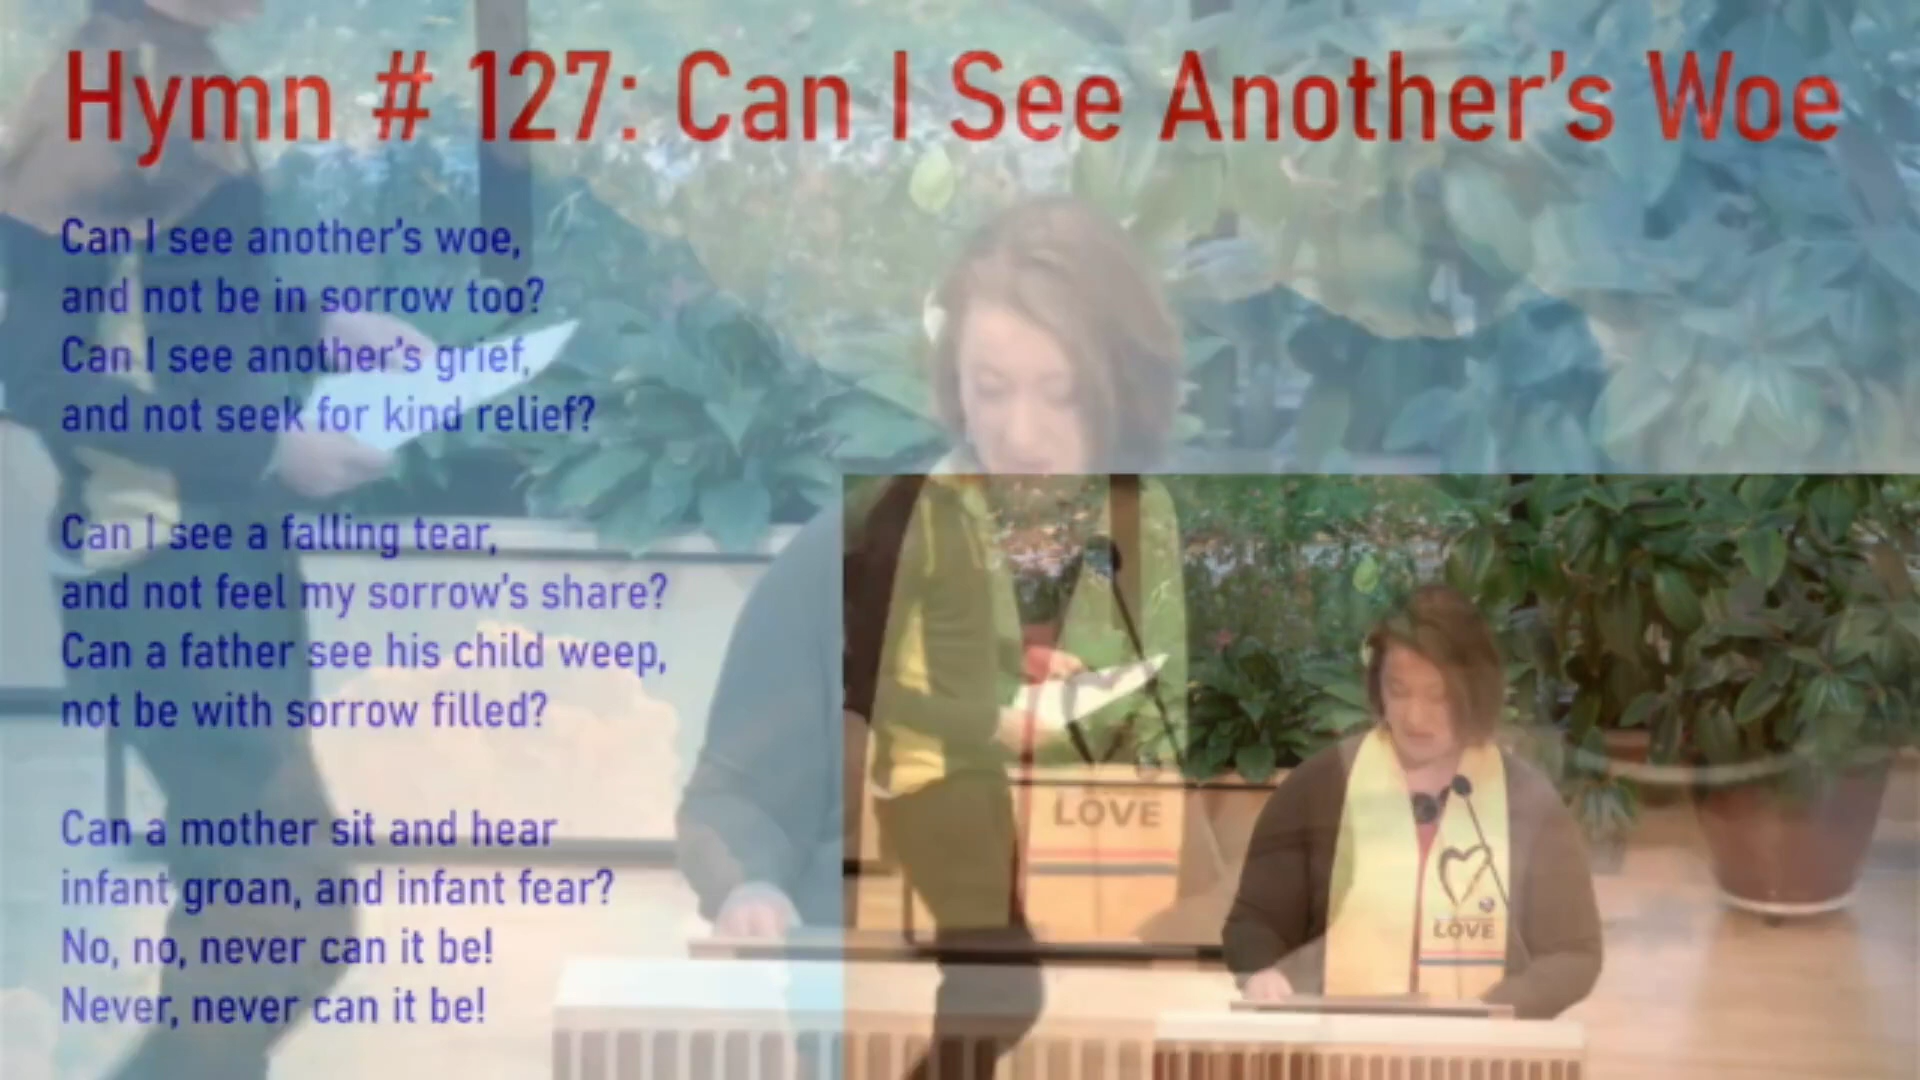 Hymn # 127: Can I See Another’s Woe
Can I see another’s woe,
and not be in sorrow too?
Can I see another’s grief,
and not seek for kind relief?
Can I see a falling tear,
and not feel my sorrow’s share?
Can a father see his child weep,
not be with sorrow filled?
Can a mother sit and hear
infant groan, and infant fear?
No, no, never can it be!
Never, never can it be!
LOVE
LOVE